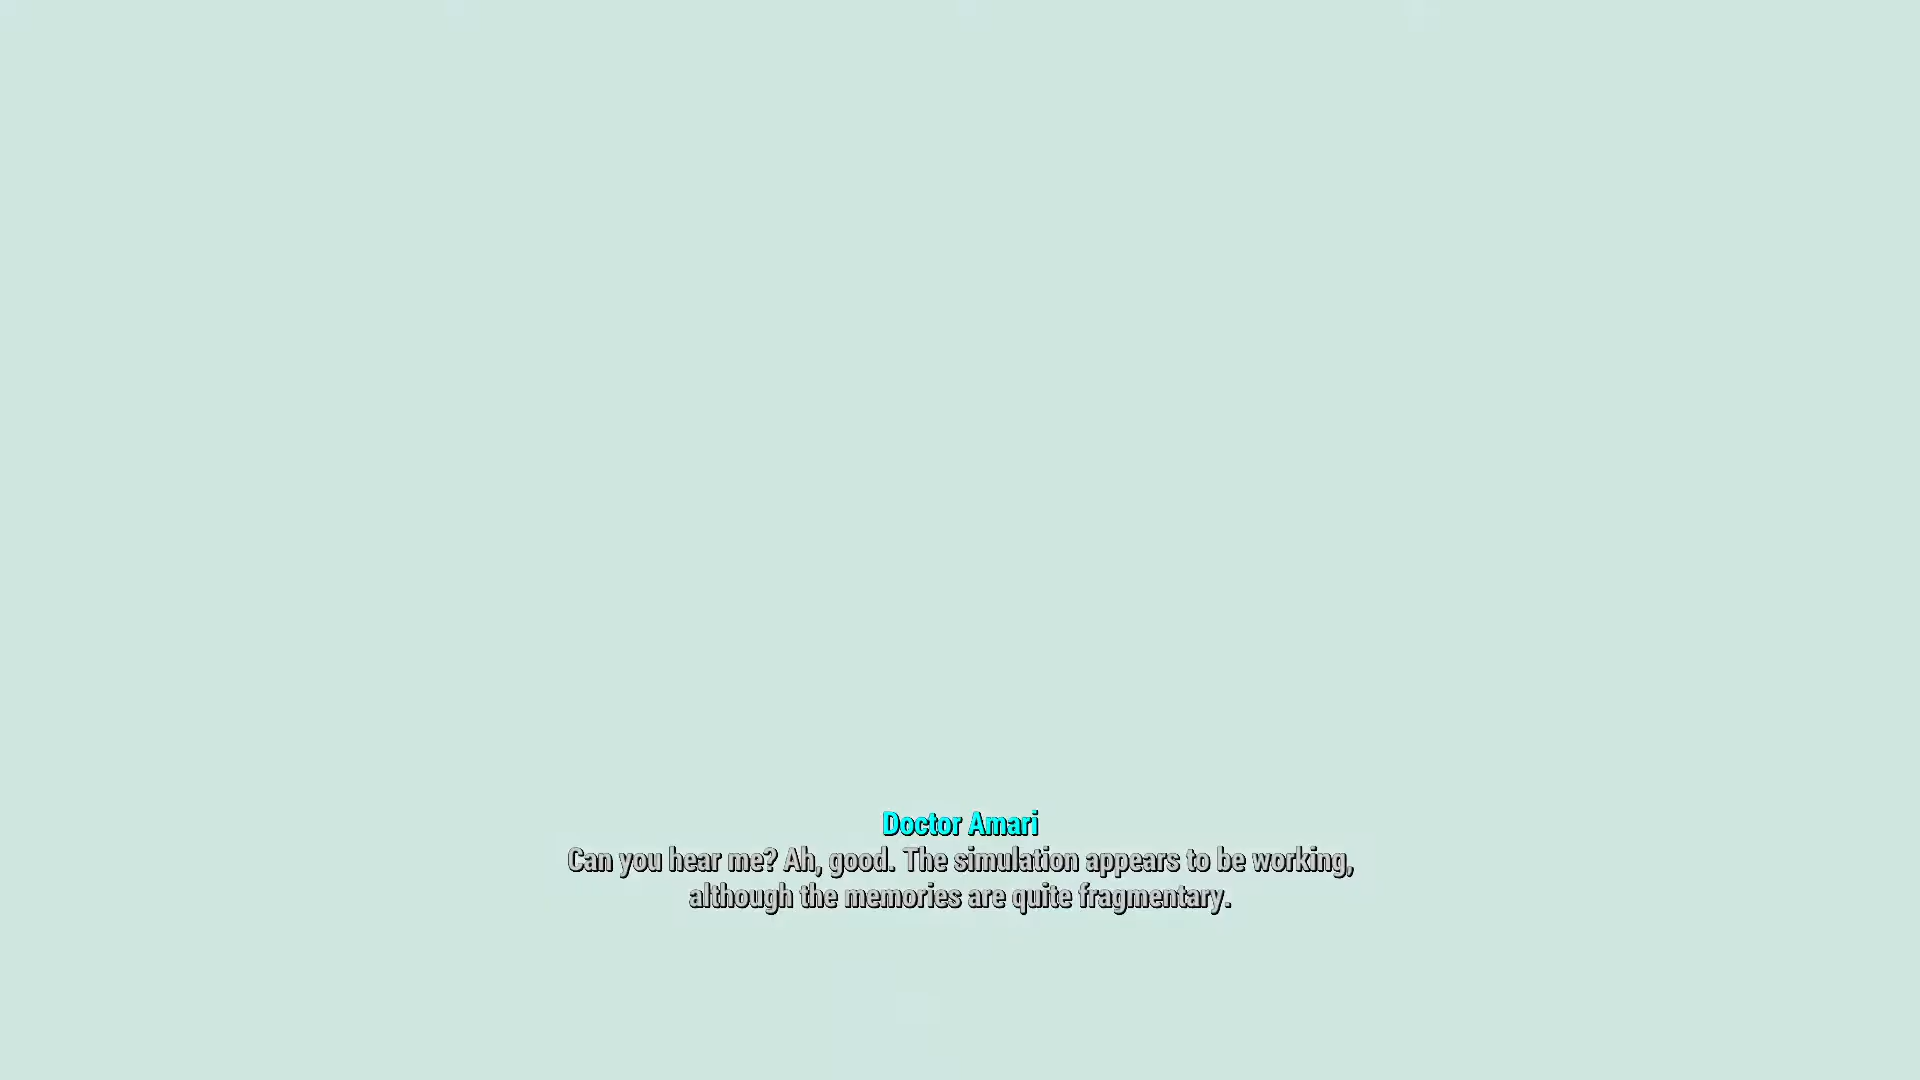 Doctor Amari
Can you hear me? Ah, good. The simulation appears to be working,
although the memories are quite fragmentary.